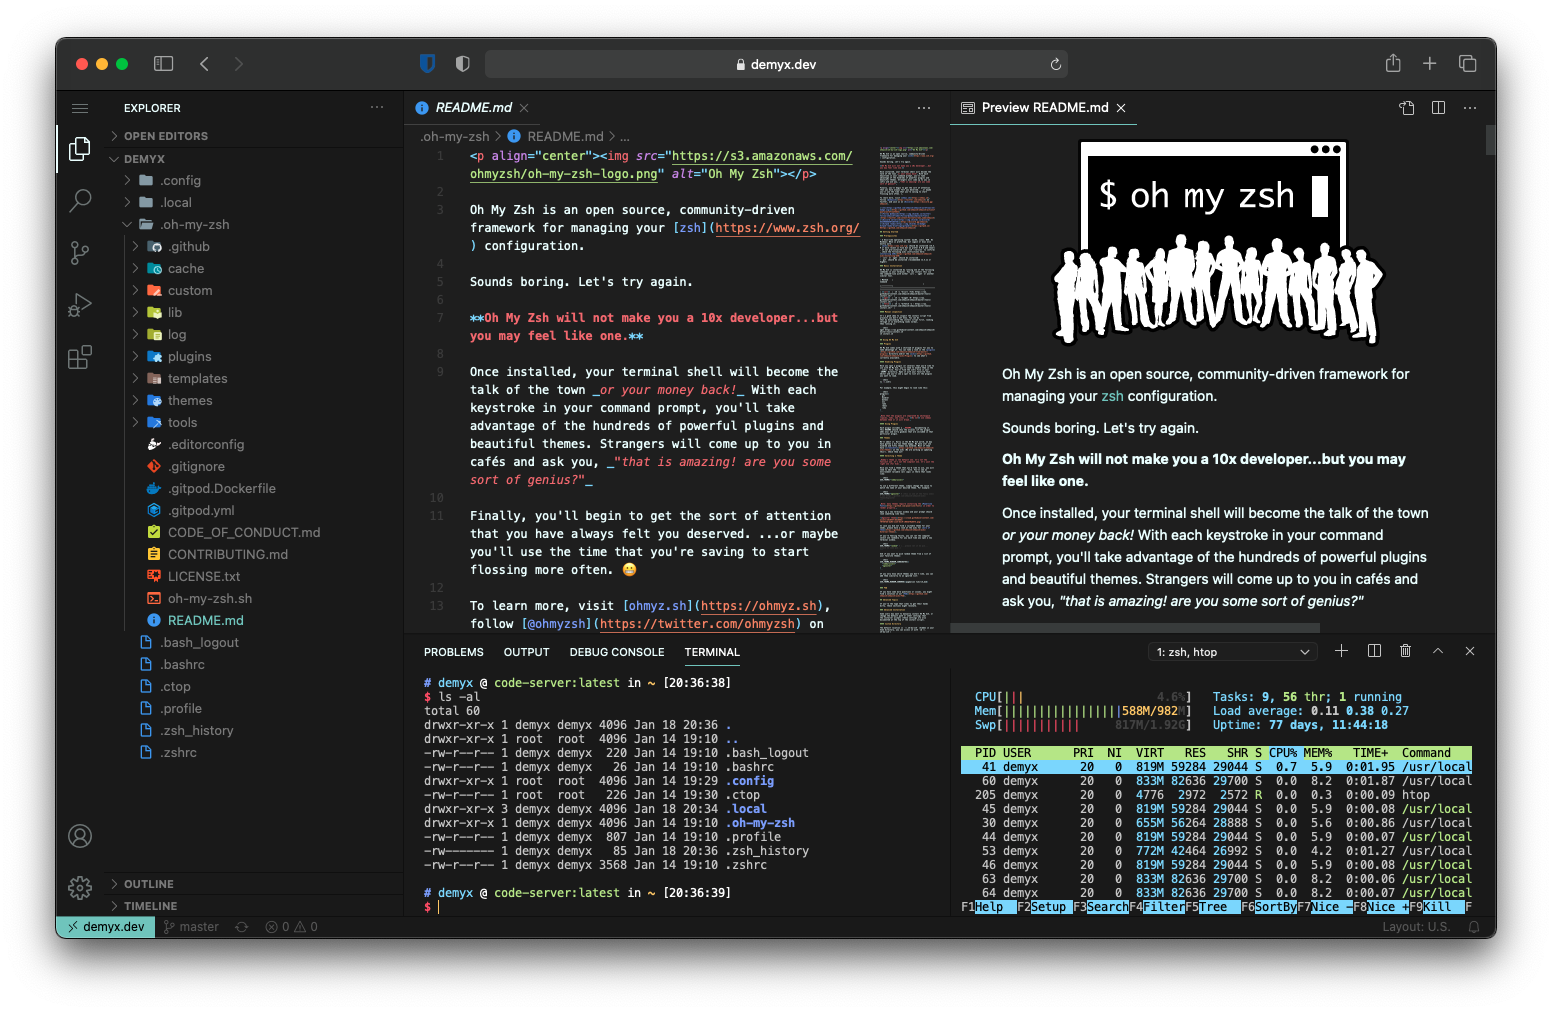 demyx.dev
EXPLORER
OPEN EDITORS
DEMYX
.config
.local
.oh-my-zsh
.github
cache
custom
lib
log
plugins
templates
themes
tools
.editorconfig
.gitignore
.gitpod.Dockerfile
.gitpod.yml
CODE_OF_CONDUCT.md
CONTRIBUTING.md
LICENSE.txt
oh-my-zsh.sh
README.md
.bash_logout
.bashrc
.ctop
.profile
.zsh_history
.zshrc
OUTLINE
TIMELINE
README.md
.oh-my-zsh > README.md > ...
1 <p align="center"><img src="https://s3.amazonaws.com/
ohmyzsh/oh-my-zsh-logo.png" alt="Oh My Zsh"></p>
2
3 Oh My Zsh is an open source, community-driven
framework for managing your [zsh](https://www.zsh.org/
) configuration.
4
5 Sounds boring. Let's try again.
6
7 **Oh My Zsh will not make you a 10x developer...but
you may feel like one.**
8
9 Once installed, your terminal shell will become the
talk of the town _or your money back!_ With each
keystroke in your command prompt, you'll take
advantage of the hundreds of powerful plugins and
beautiful themes. Strangers will come up to you in
cafés and ask you, _"that is amazing! are you some
sort of genius?"_
10
11 Finally, you'll begin to get the sort of attention
that you have always felt you deserved. ...or maybe
you'll use the time that you're saving to start
flossing more often. 😬
12
13 To learn more, visit [ohmyz.sh](https://ohmyz.sh),
follow [@ohmyzsh](https://twitter.com/ohmyzsh) on
Preview README.md
$ oh my zsh
Oh My Zsh is an open source, community-driven framework for
managing your zsh configuration.
Sounds boring. Let's try again.
Oh My Zsh will not make you a 10x developer...but you may
feel like one.
Once installed, your terminal shell will become the talk of the town
or your money back! With each keystroke in your command
prompt, you'll take advantage of the hundreds of powerful plugins
and beautiful themes. Strangers will come up to you in cafés and
ask you, "that is amazing! are you some sort of genius?"
PROBLEMS OUTPUT DEBUG CONSOLE TERMINAL
1: zsh, htop
# demyx @ code-server:latest in ~ [20:36:38]
$ ls -al
total 60
drwxr-xr-x 1 demyx demyx 4096 Jan 18 20:36 .
drwxr-xr-x 1 root root 4096 Jan 14 19:10 ..
-rw-r--r-- 1 demyx demyx 220 Jan 14 19:10 .bash_logout
-rw-r--r-- 1 demyx demyx 26 Jan 14 19:10 .bashrc
drwxr-xr-x 1 root root 4096 Jan 14 19:29 .config
-rw-r--r-- 1 root root 226 Jan 14 19:30 .ctop
drwxr-xr-x 3 demyx demyx 4096 Jan 18 20:34 .local
drwxr-xr-x 1 demyx demyx 4096 Jan 14 19:10 .oh-my-zsh
-rw-r--r-- 1 demyx demyx 807 Jan 14 19:10 .profile
-rw------- 1 demyx demyx 85 Jan 18 20:36 .zsh_history
-rw-r--r-- 1 demyx demyx 3568 Jan 14 19:10 .zshrc
# demyx @ code-server:latest in ~ [20:36:39]
$
CPU[||| 4.6%] Tasks: 9, 56 thr; 1 running
Mem[|||||||||||||||||588M/982M] Load average: 0.11 0.38 0.27
Swp[||||||||||| 817M/1.92G] Uptime: 77 days, 11:44:18
PID USER PRI NI VIRT RES SHR S CPU% MEM% TIME+ Command
41 demyx 20 0 819M 59284 29044 S 0.7 5.9 0:01.95 /usr/local
60 demyx 20 0 833M 82636 29700 S 0.0 8.2 0:01.87 /usr/local
205 demyx 20 0 4776 2972 2572 R 0.0 0.3 0:00.09 htop
45 demyx 20 0 819M 59284 29044 S 0.0 5.9 0:00.08 /usr/local
30 demyx 20 0 655M 56264 28888 S 0.0 5.6 0:00.86 /usr/local
44 demyx 20 0 819M 59284 29044 S 0.0 5.9 0:00.07 /usr/local
53 demyx 20 0 772M 42464 26992 S 0.0 4.2 0:01.27 /usr/local
46 demyx 20 0 819M 59284 29044 S 0.0 5.9 0:00.08 /usr/local
63 demyx 20 0 833M 82636 29700 S 0.0 8.2 0:00.06 /usr/local
64 demyx 20 0 833M 82636 29700 S 0.0 8.2 0:00.07 /usr/local
F1Help F2Setup F3SearchF4FilterF5Tree F6SortByF7Nice -F8Nice +F9Kill F
demyx.dev master 0 0 Layout: U.S.